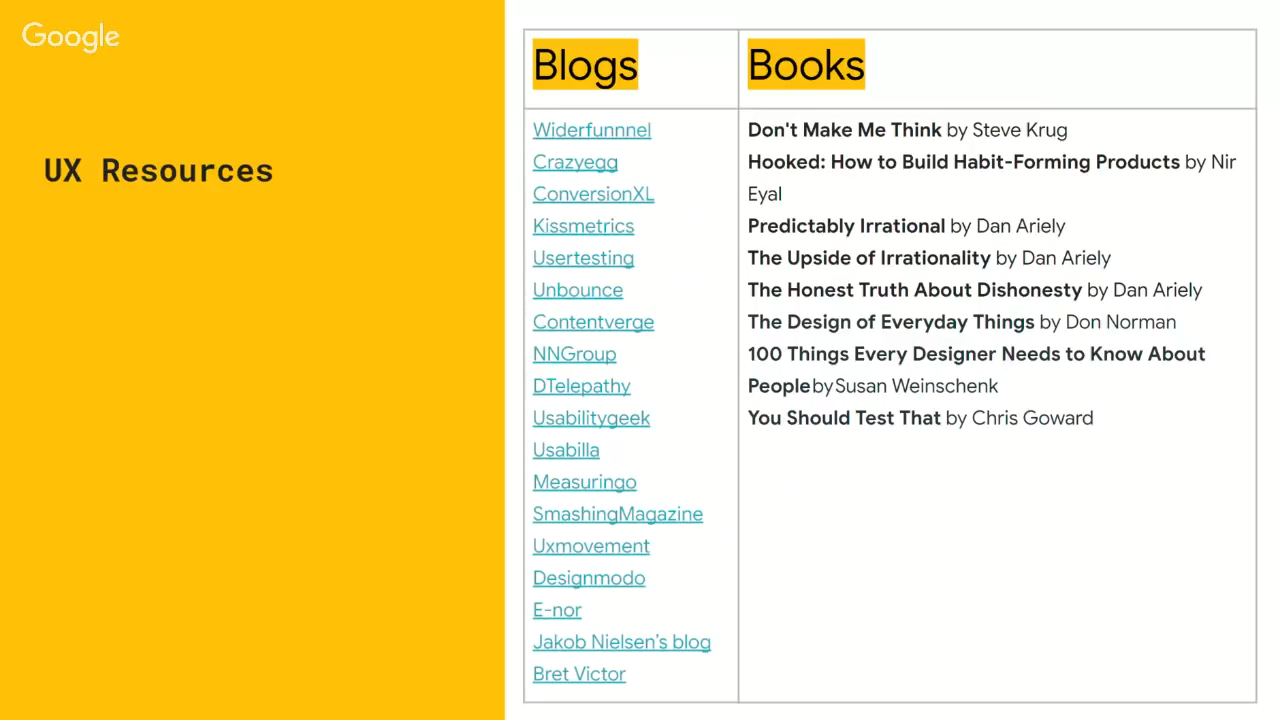 Google
UX Resources
Blogs
Widerfunnnel
Crazyegg
ConversionXL
Kissmetrics
Usertesting
Unbounce
Contentverge
NNGroup
DTelepathy
Usabilitygeek
Usabilla
Measuringo
SmashingMagazine
Uxmovement
Designmodo
E-nor
Jakob Nielsen's blog
Bret Victor
Books
Don't Make Me Think by Steve Krug
Hooked: How to Build Habit-Forming Products by Nir
Eyal
Predictably Irrational by Dan Ariely
The Upside of Irrationality by Dan Ariely
The Honest Truth About Dishonesty by Dan Ariely
The Design of Everyday Things by Don Norman
100 Things Every Designer Needs to Know About
People by Susan Weinschenk
You Should Test That by Chris Goward